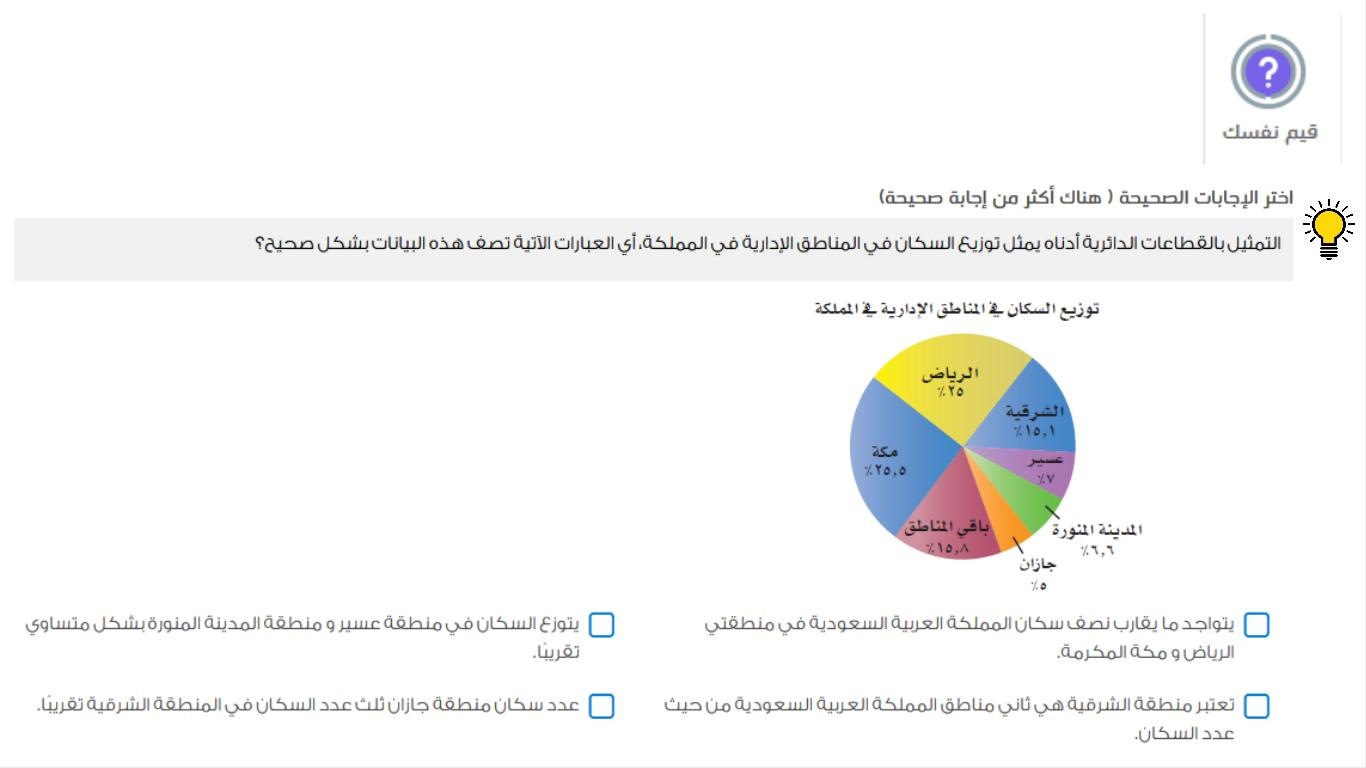 ?
قيم نفسك
اختر الإجابات الصحيحة ( هناك أكثر من إجابة صحيحة)
التمثيل بالقطاعات الدائرية أدناه يمثل توزيع السكان في المناطق الإدارية في المملكة، أي العبارات الآتية تصف هذه البيانات بشكل صحيح؟
توزيع السكان في المناطق الإدارية في المملكة
الرياض
٢٥٪
الشرقية
١٥,١٪
مكة
٢٥,٥٪
عسير
٧٪
باقي المناطق
١٥,٨٪
المدينة المنورة
٦,٦٪
جازان
٥٪
يتواجد ما يقارب نصف سكان المملكة العربية السعودية في منطقتي
الرياض و مكة المكرمة.
يتوزع السكان في منطقة عسير و منطقة المدينة المنورة بشكل متساوي
تقريبًا.
تعتبر منطقة الشرقية هي ثاني مناطق المملكة العربية السعودية من حيث
عدد السكان.
عدد سكان منطقة جازان ثلث عدد السكان في المنطقة الشرقية تقريبًا.